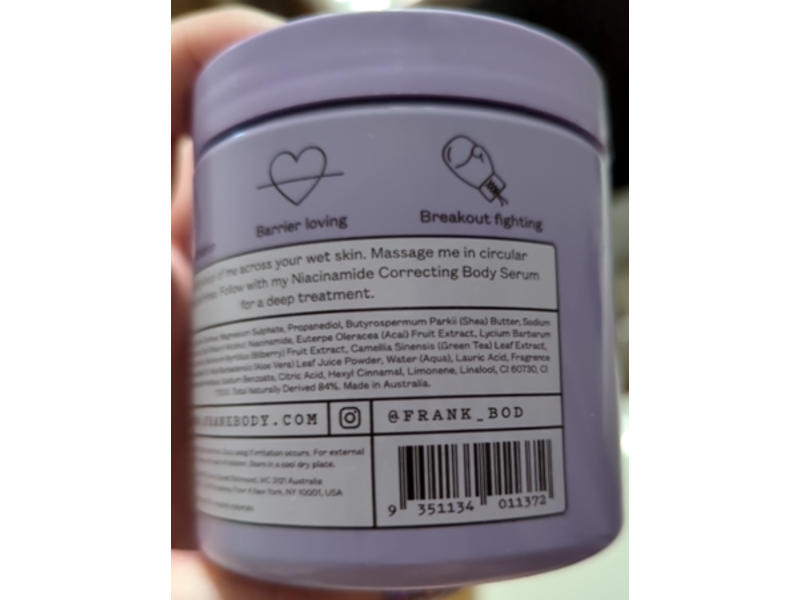 Barrier loving
Breakout fighting
of me across your wet skin. Massage me in circular
Follow with my Niacinamide Correcting Body Serum
for a deep treatment.
Magnesium Sulphate, Propanediol, Butyrospermum Parkii (Shea) Butter, Sodium
Niacinamide, Euterpe Oleracea (Acai) Fruit Extract, Lycium Barbarum
Myrtillus (Bilberry) Fruit Extract, Camellia Sinensis (Green Tea) Leaf Extract,
(Aloe Vera) Leaf Juice Powder, Water (Aqua), Lauric Acid, Fragrance
Sodium Benzoate, Citric Acid, Hexyl Cinnamal, Limonene, Linalool, CI 60730, CI
Total Naturally Derived 84%. Made in Australia.
FRANKBODY.COM
@FRANK_BOD
if irritation occurs. For external
Store in a cool dry place.
VIC 3121 Australia
NY 10001, USA
9 351134 011372